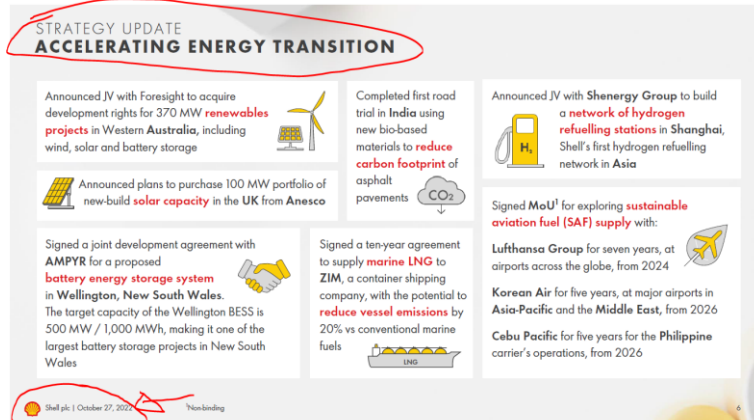 STRATEGY UPDATE
ACCELERATING ENERGY TRANSITION
Announced JV with Foresight to acquire
development rights for 370 MW renewables
projects in Western Australia, including
wind, solar and battery storage
Announced plans to purchase 100 MW portfolio of
new-build solar capacity in the UK from Anesco
Signed a joint development agreement with
AMPYR for a proposed
battery energy storage system
in Wellington, New South Wales.
The target capacity of the Wellington BESS is
500 MW / 1,000 MWh, making it one of the
largest battery storage projects in New South
Wales
Completed first road
trial in India using
new bio-based
materials to reduce
carbon footprint of
asphalt
pavements
CO2
Signed a ten-year agreement
to supply marine LNG to
ZIM, a container shipping
company, with the potential to
reduce vessel emissions by
20% vs conventional marine
fuels
LNG
Announced JV with Shenergy Group to build
a network of hydrogen
refuelling stations in Shanghai,
Shell's first hydrogen refuelling
network in Asia
H2
Signed MoU¹ for exploring sustainable
aviation fuel (SAF) supply with:
Lufthansa Group for seven years, at
airports across the globe, from 2024
Korean Air for five years, at major airports in
Asia-Pacific and the Middle East, from 2026
Cebu Pacific for five years for the Philippine
carrier's operations, from 2026
Shell plc | October 27, 2022
¹Non-binding
6